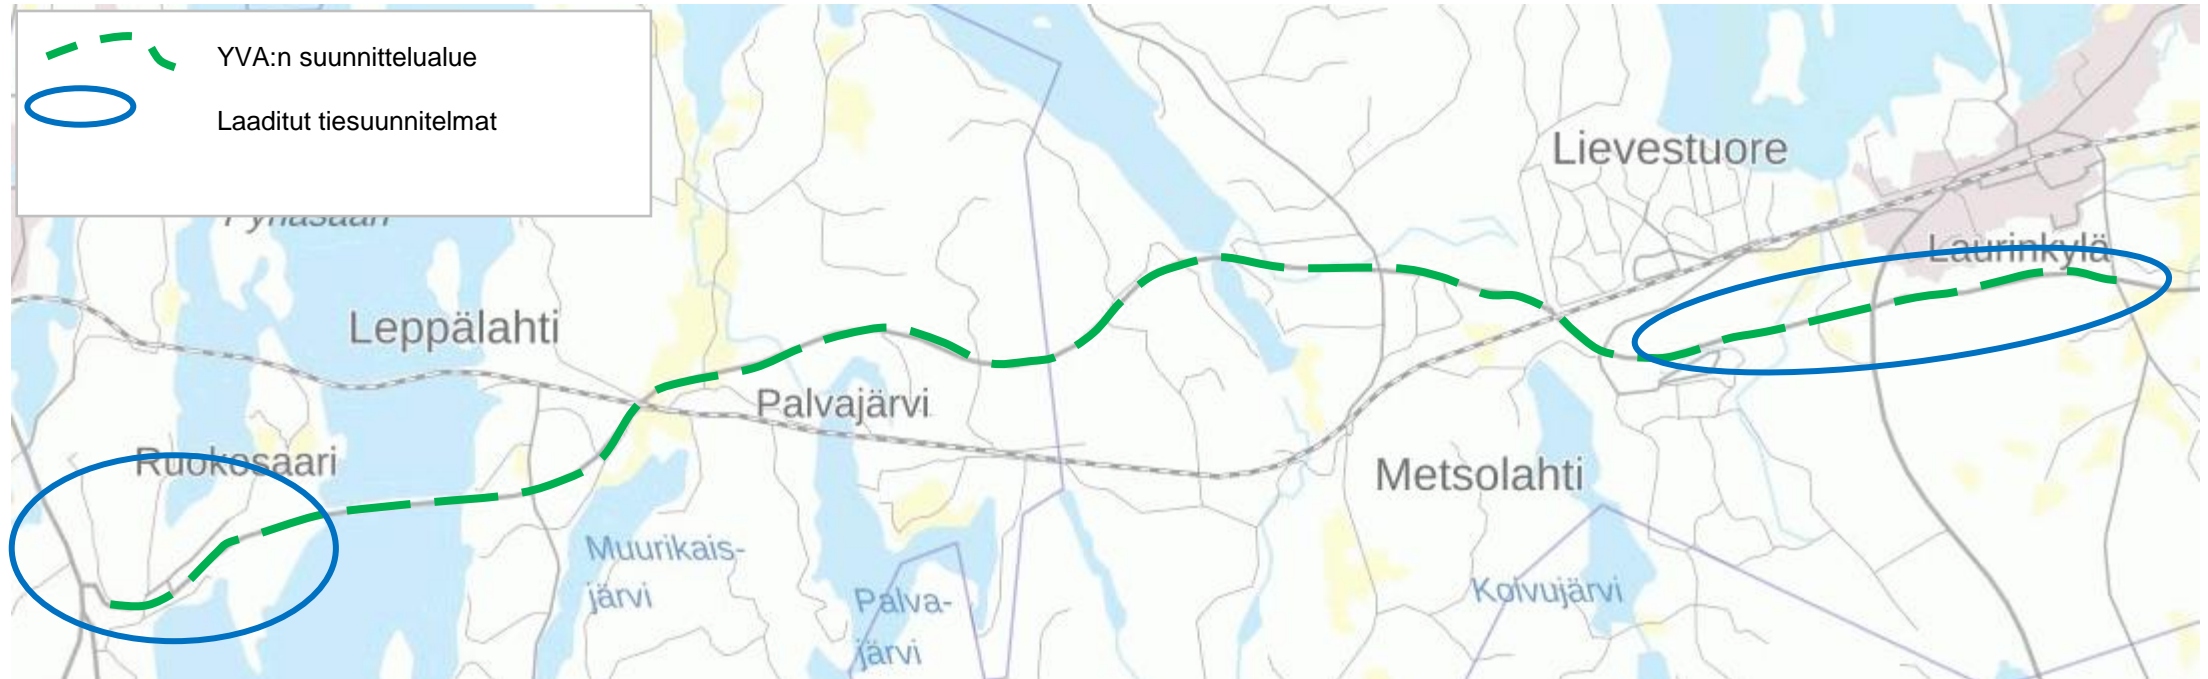 YVA:n suunnittelualue
Laaditut tiesuunnitelmat
Lievestuore
Laurinkylä
Leppälahti
Palvajärvi
Ruokosaari
Metsolahti
Muurikais-
järvi
Palva-
järvi
Koivujärvi